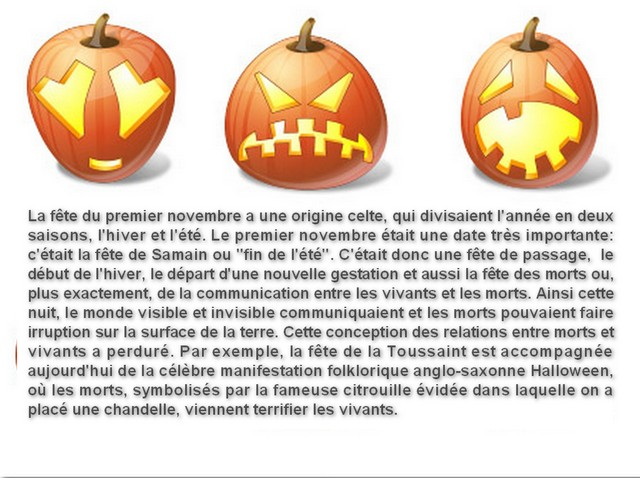 La fête du premier novembre a une origine celte, qui divisaient l'année en deux
saisons, l'hiver et l'été. Le premier novembre était une date très importante:
c'était la fête de Samain ou "fin de l'été". C'était donc une fête de passage, le
début de l'hiver, le départ d'une nouvelle gestation et aussi la fête des morts ou,
plus exactement, de la communication entre les vivants et les morts. Ainsi cette
nuit, le monde visible et invisible communiquaient et les morts pouvaient faire
irruption sur la surface de la terre. Cette conception des relations entre morts et
vivants a perduré. Par exemple, la fête de la Toussaint est accompagnée
aujourd'hui de la célèbre manifestation folklorique anglo-saxonne Halloween,
où les morts, symbolisés par la fameuse citrouille évidée dans laquelle on a
placé une chandelle, viennent terrifier les vivants.